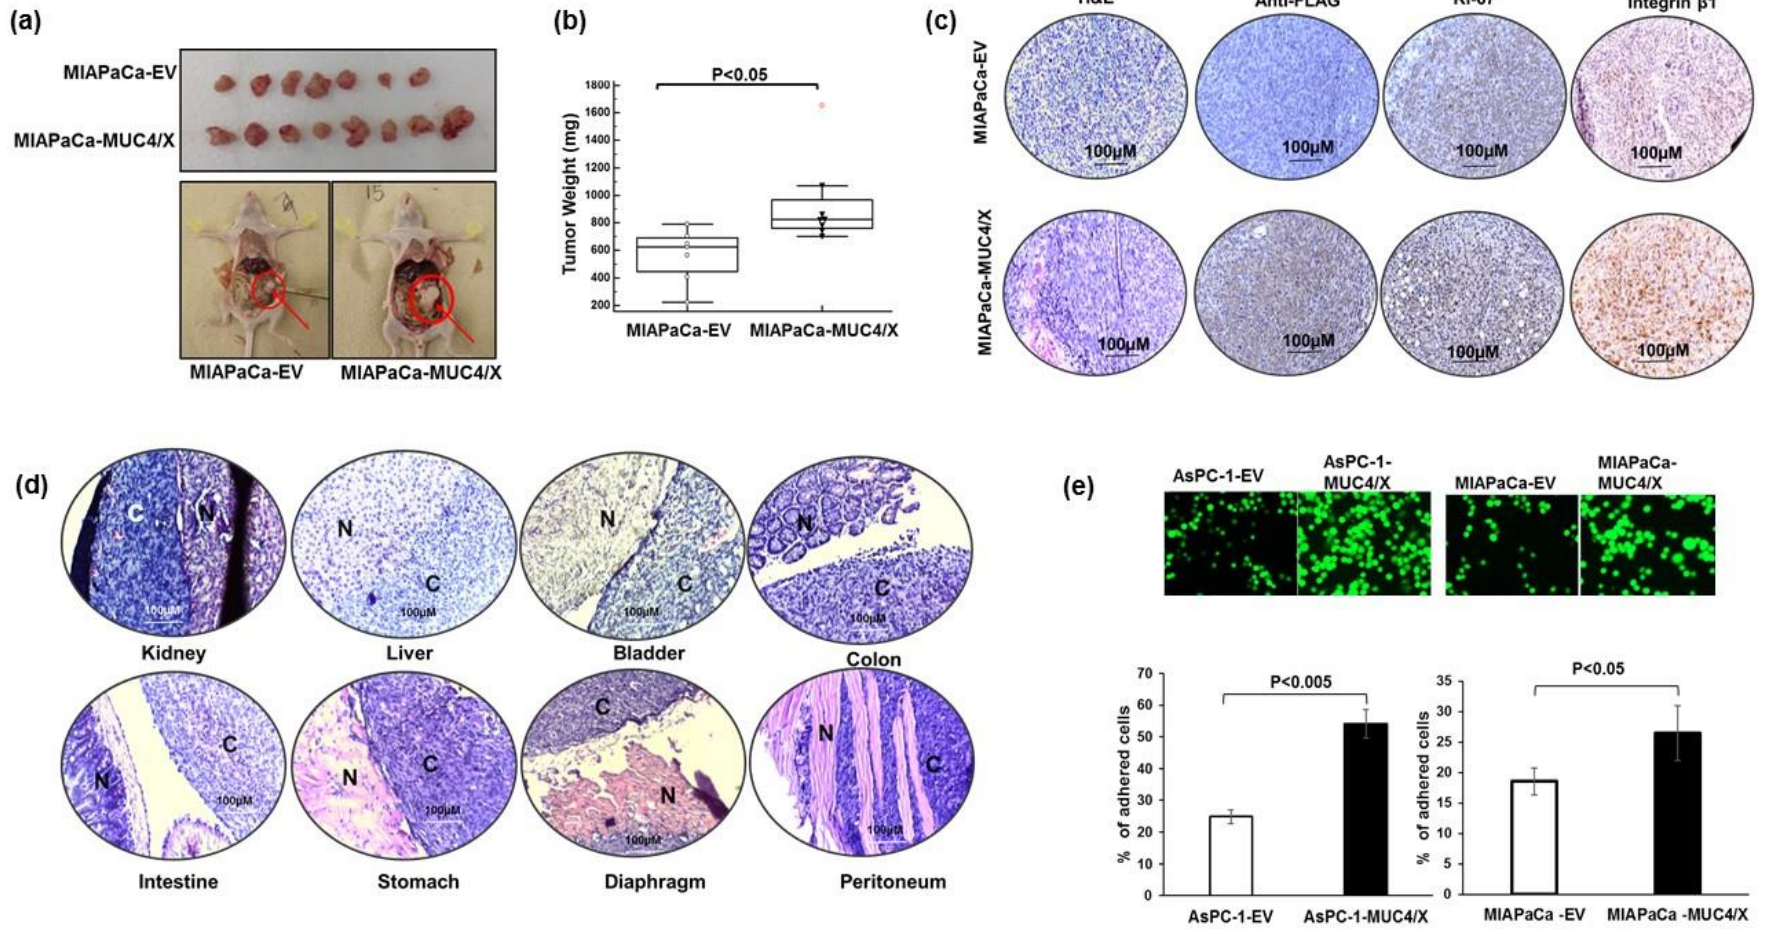 (a)
MIAPaCa-EV
MIAPaCa-MUC4/X
15
MIAPaCa-EV
MIAPaCa-MUC4/X
(b)
P<0.05
Tumor Weight (mg)
1800
1600
1400
1200
1000
800
600
400
200
MIAPaCa-EV
MIAPaCa-MUC4/X
(c)
H&E
Anti-FLAG
Ki-67
Integrin β1
MIAPaCa-EV
100µM
100µM
100µM
100µM
MIAPaCa-MUC4/X
100µM
100µM
100µM
100µM
(d)
C
N
100µM
N
C
100µM
N
C
100µM
N
C
100µM
Kidney
Liver
Bladder
Colon
N
C
100µM
N
C
100µM
C
N
100µM
N
C
100µM
Intestine
Stomach
Diaphragm
Peritoneum
(e)
AsPC-1-EV
AsPC-1-
MUC4/X
MIAPaCa-EV
MIAPaCa-
MUC4/X
P<0.005
% of adhered cells
70
60
50
40
30
20
10
0
AsPC-1-EV
AsPC-1-MUC4/X
P<0.05
% of adhered cells
35
30
25
20
15
10
5
0
MIAPaCa -EV
MIAPaCa -MUC4/X